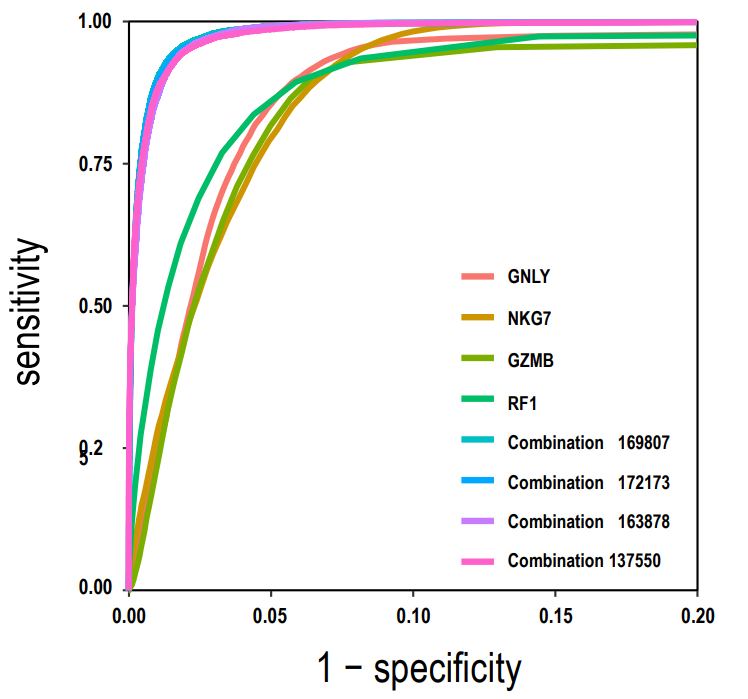 1.00
0.75
0.50
0.2
5
0.00
sensitivity
GNLY
NKG7
GZMB
RF1
Combination 169807
Combination 172173
Combination 163878
Combination 137550
0.00 0.05 0.10 0.15 0.20
1 − specificity